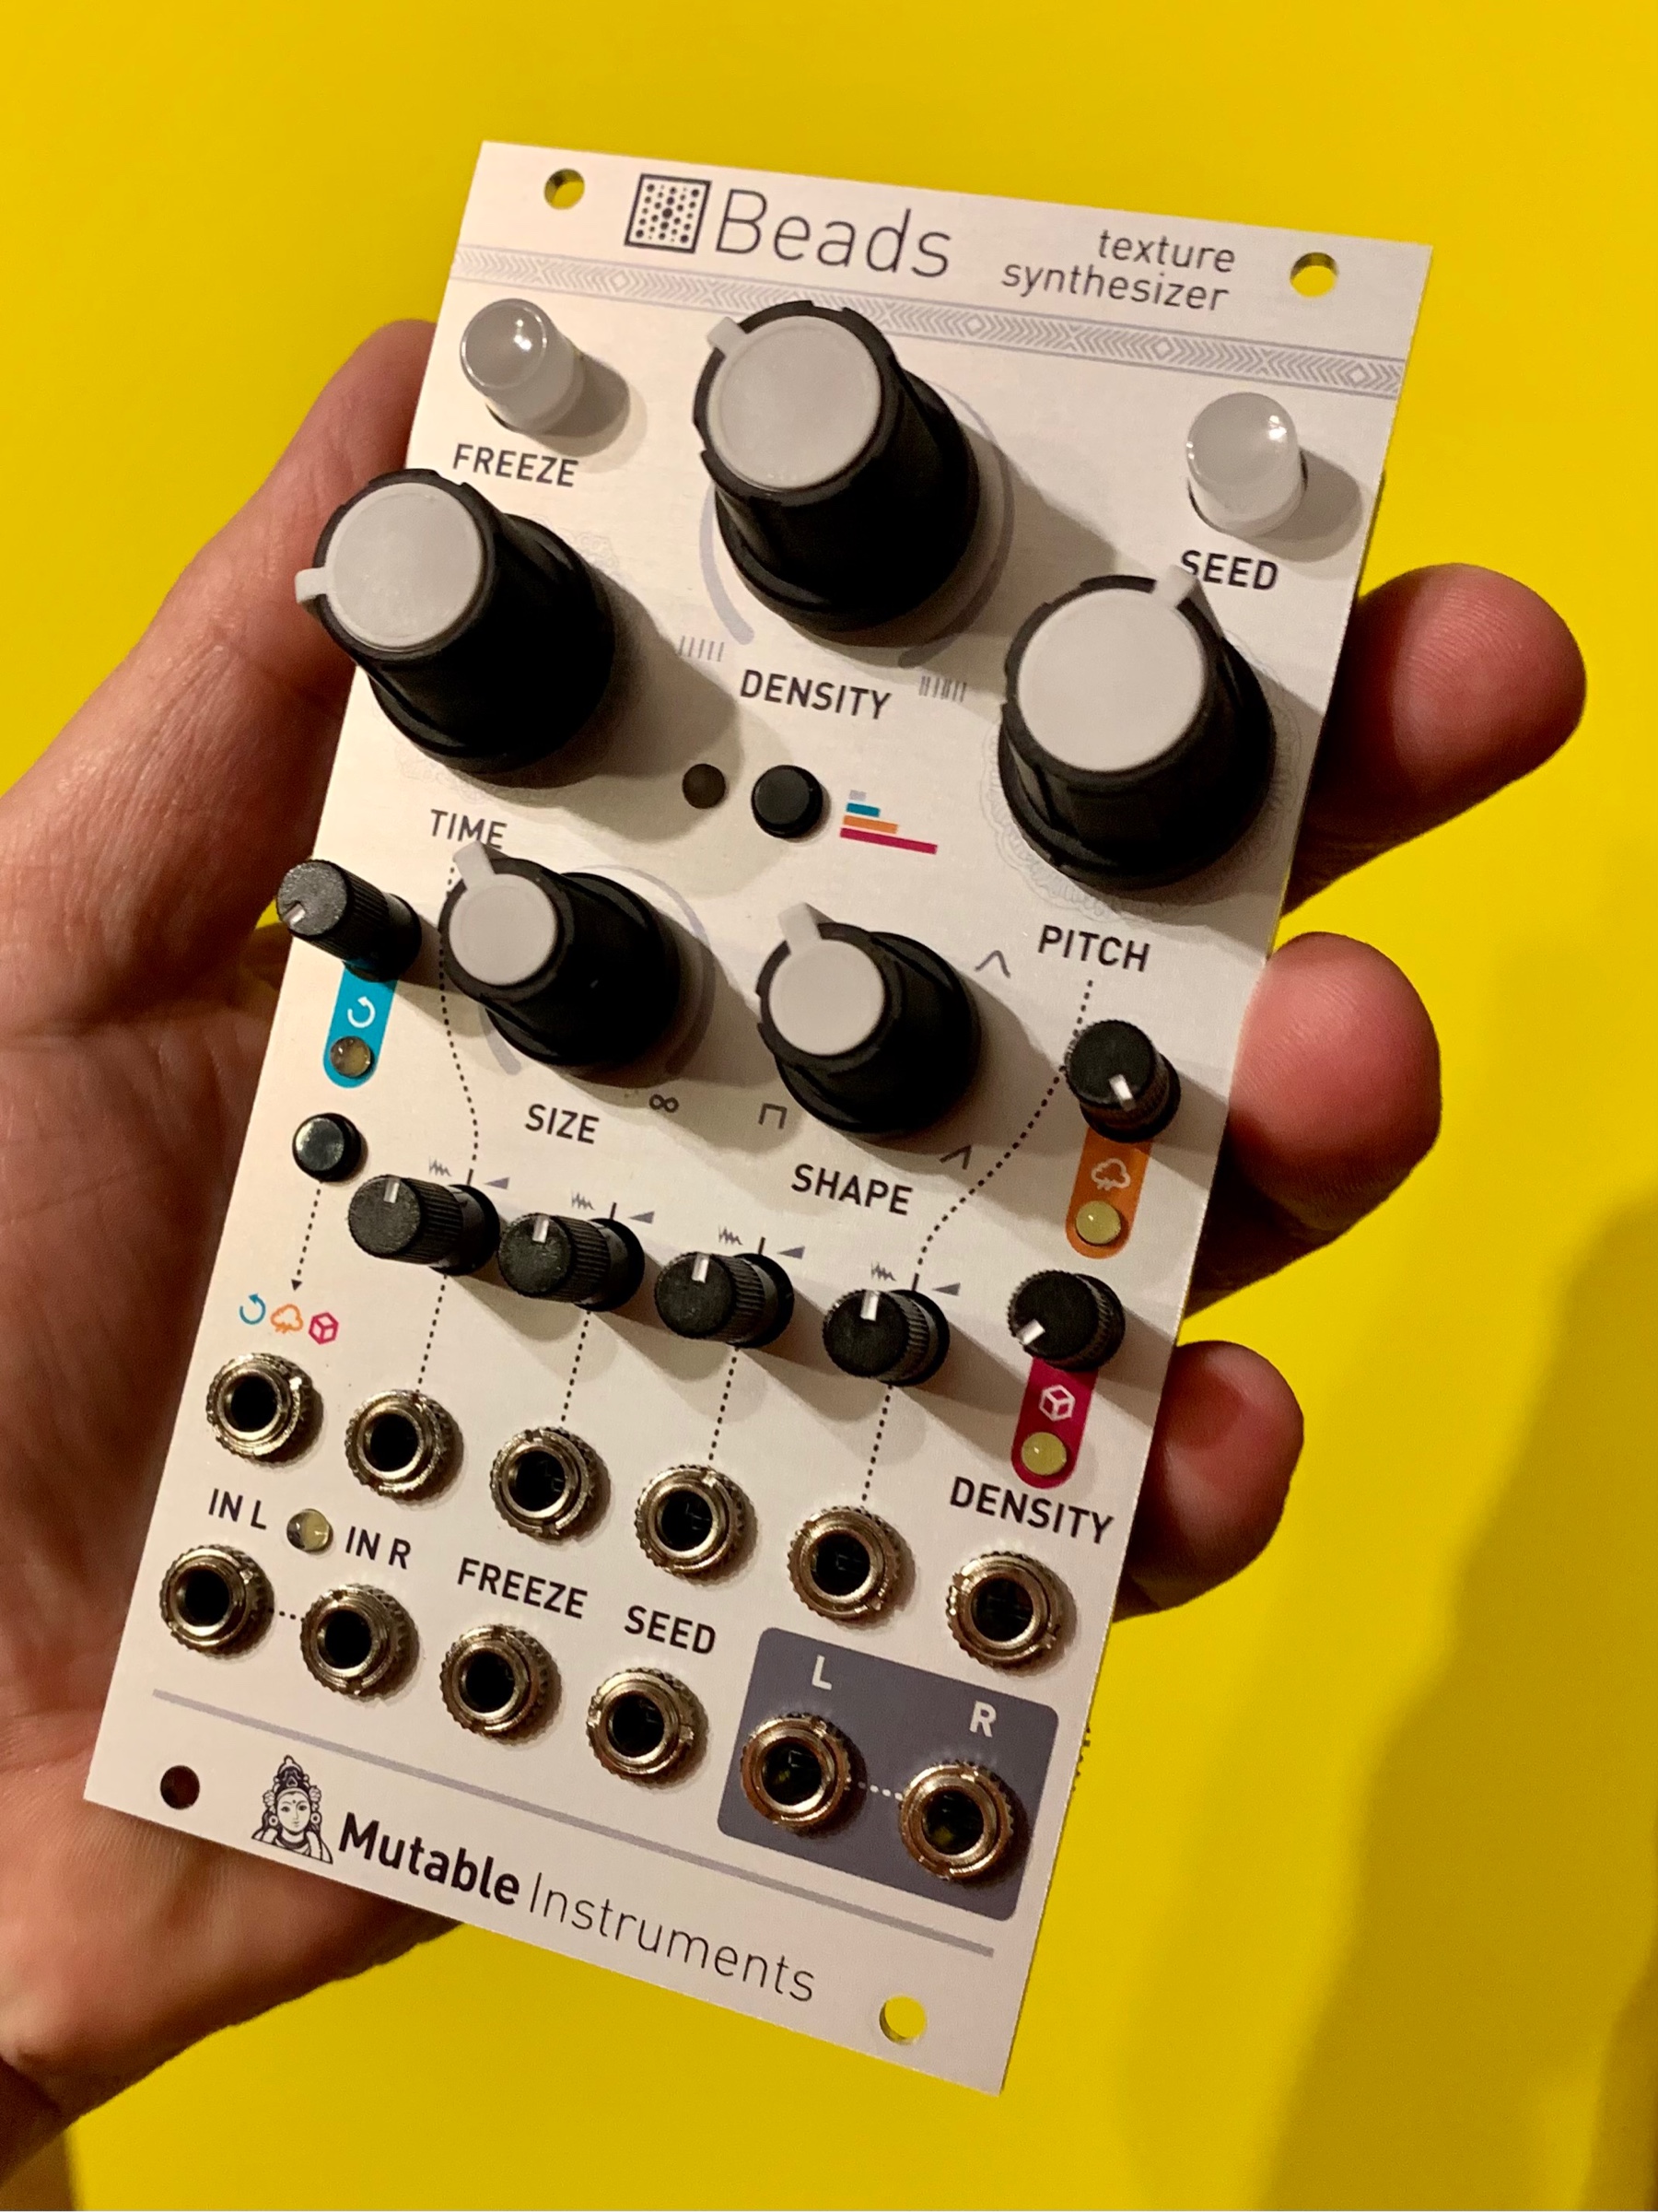 Beads
texture
synthesizer
FREEZE
SEED
DENSITY
TIME
PITCH
SIZE
∞
SHAPE
DENSITY
IN L
IN R
FREEZE
SEED
L
R
Mutable Instruments